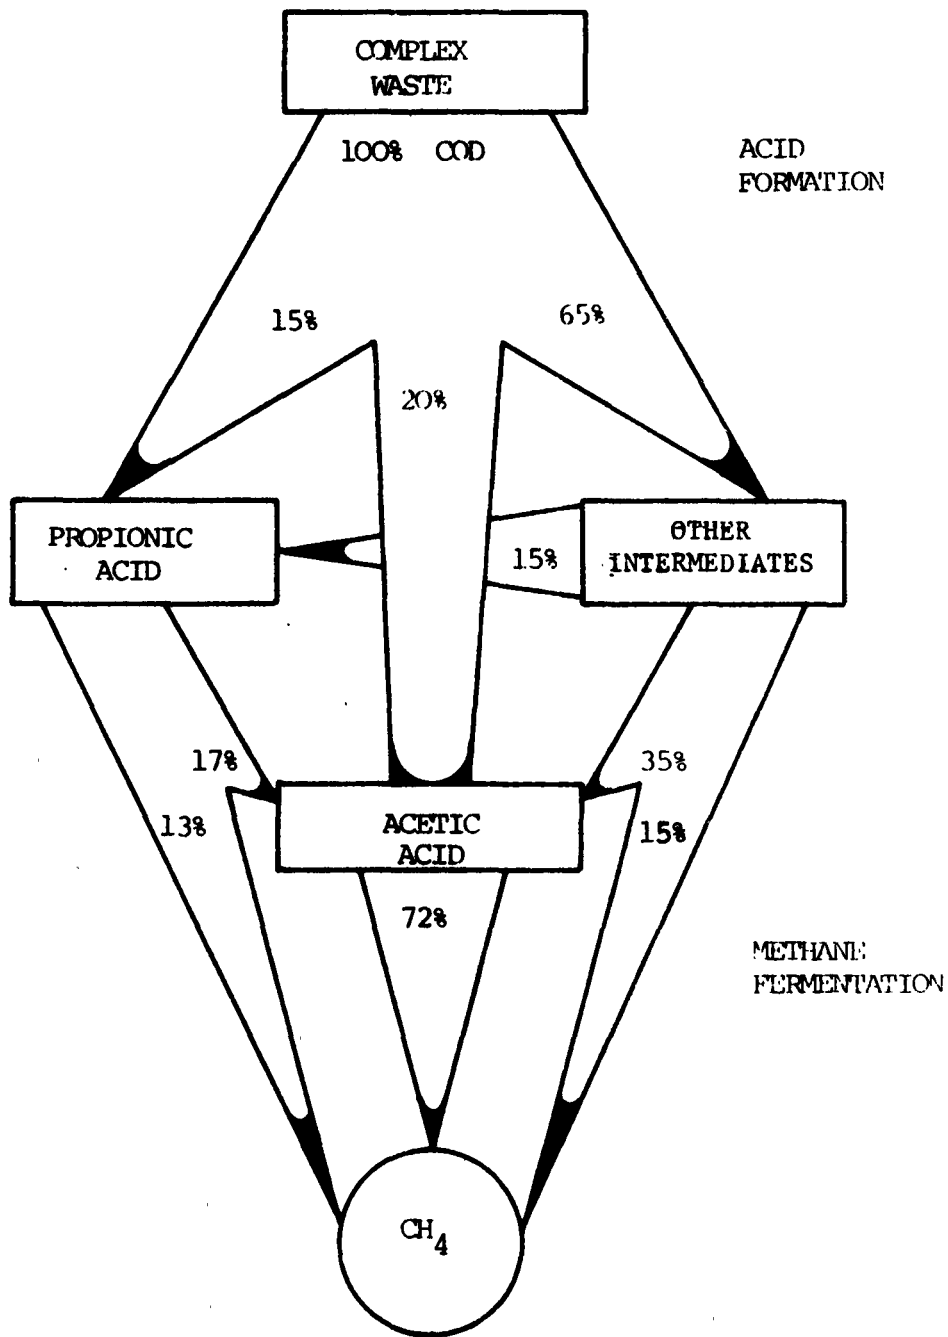 COMPLEX
WASTE
100% COD
ACID
FORMATION
15%
65%
20%
PROPIONIC
ACID
15%
OTHER
INTERMEDIATES
17%
35%
13%
ACETIC
ACID
15%
72%
METHANE
FERMENTATION
CH4